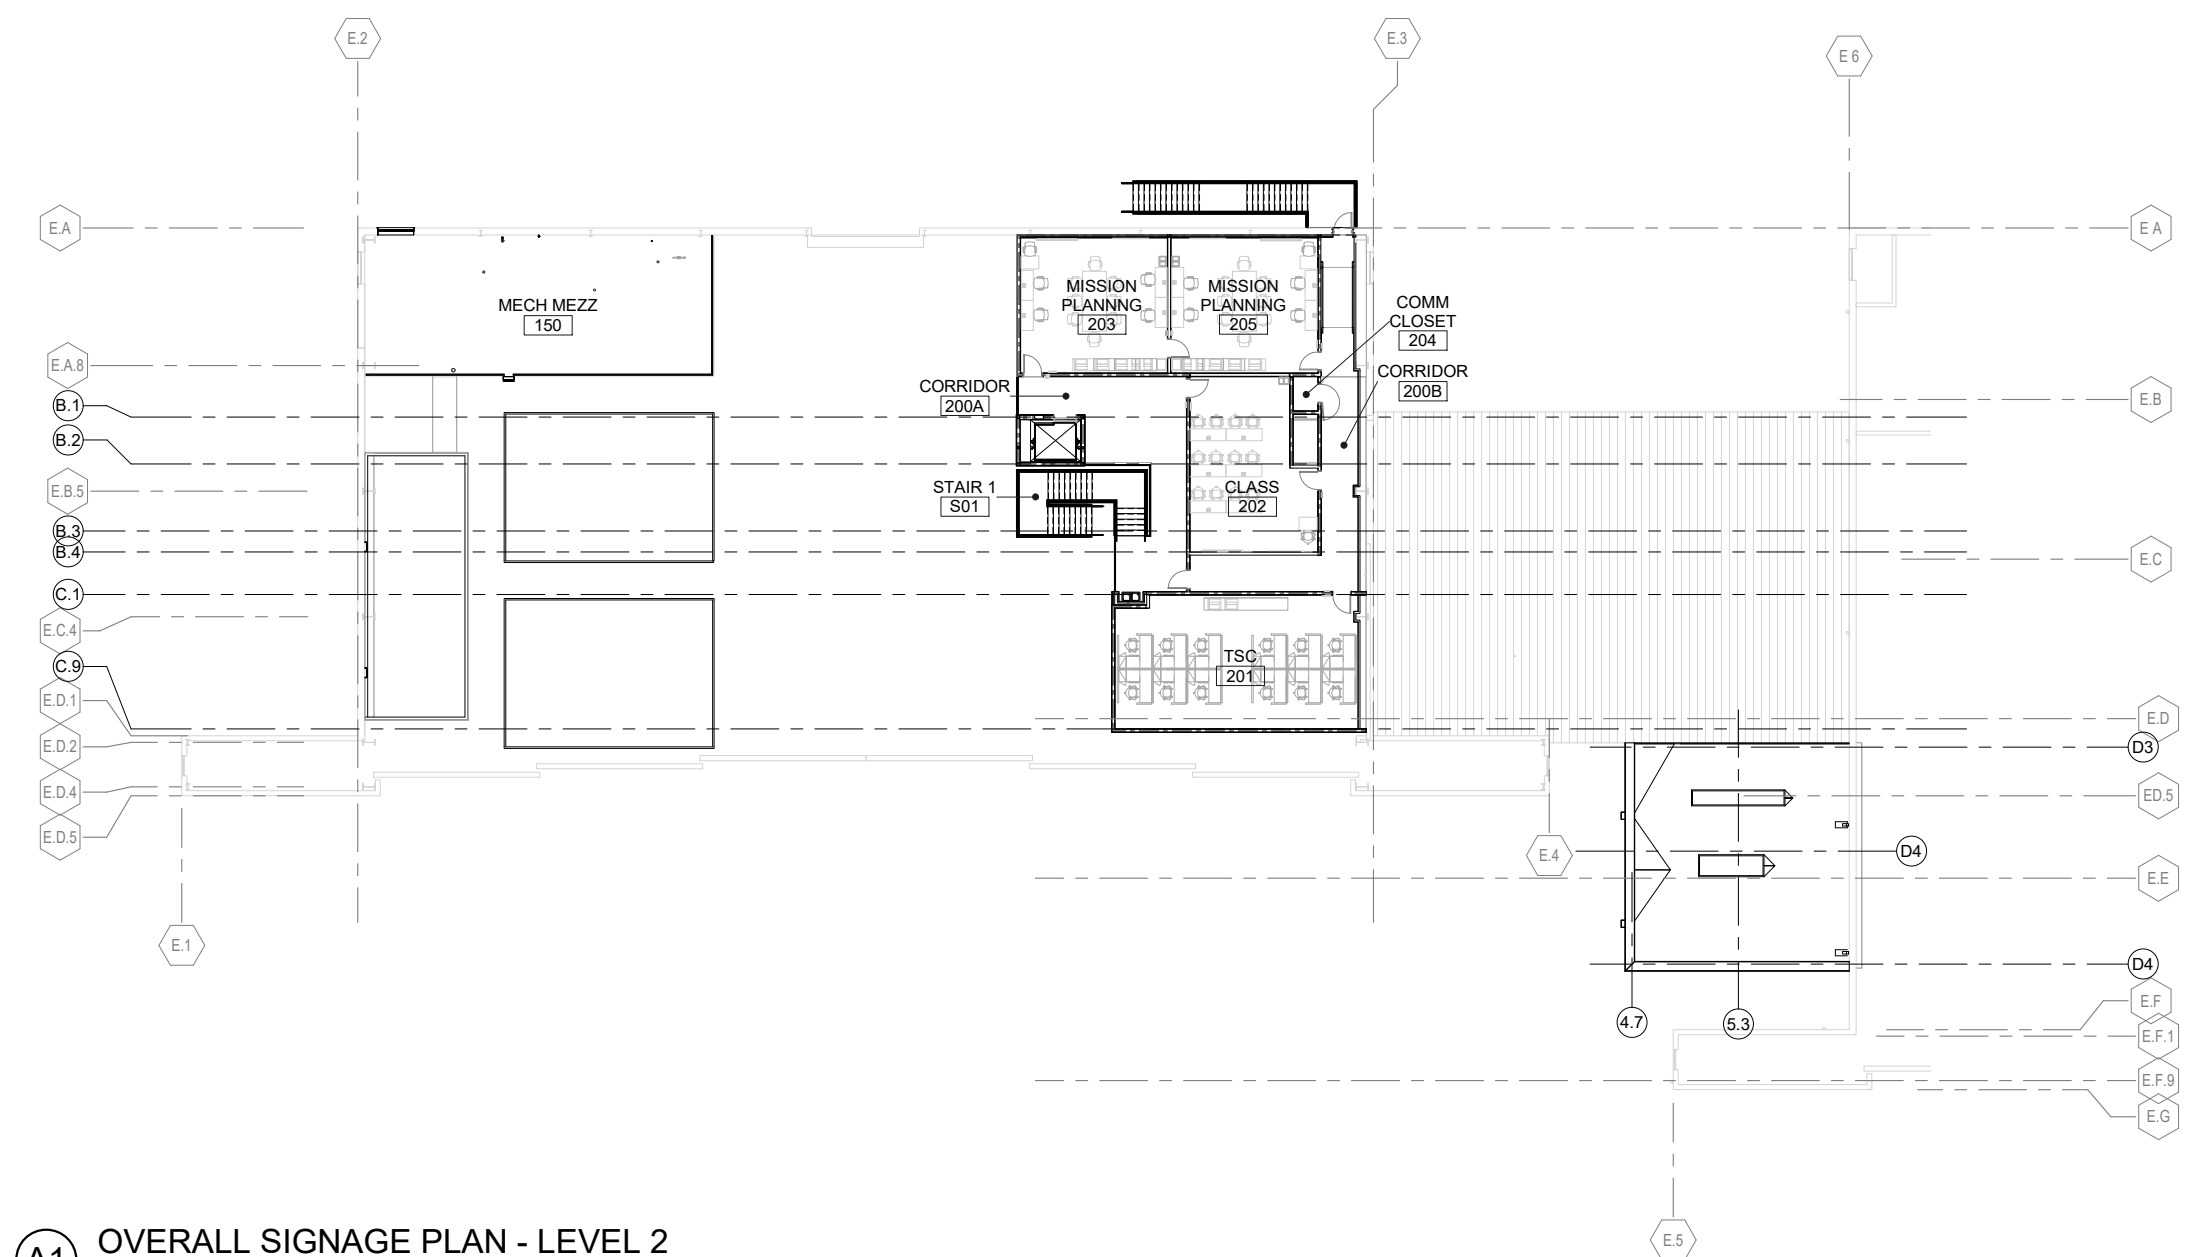 E.2
E.3
E 6
E.A
E A
MISSION
PLANNNG
203
MISSION
PLANNING
205
MECH MEZZ
150
COMM
CLOSET
204
E.A.8
CORRIDOR
200B
CORRIDOR
200A
B.1
E.B
B.2
E.B.5
STAIR 1
S01
CLASS
202
B.3
B.4
E.C
C.1
E.C.4
C.9
TSC
201
E.D.1
E.D
E.D.2
D3
E.D.4
ED.5
E.D.5
E.4
D4
E.E
E.1
D4
E.F
4.7
5.3
E.F.1
E.F.9
E.G
E.5
A1
OVERALL SIGNAGE PLAN - LEVEL 2